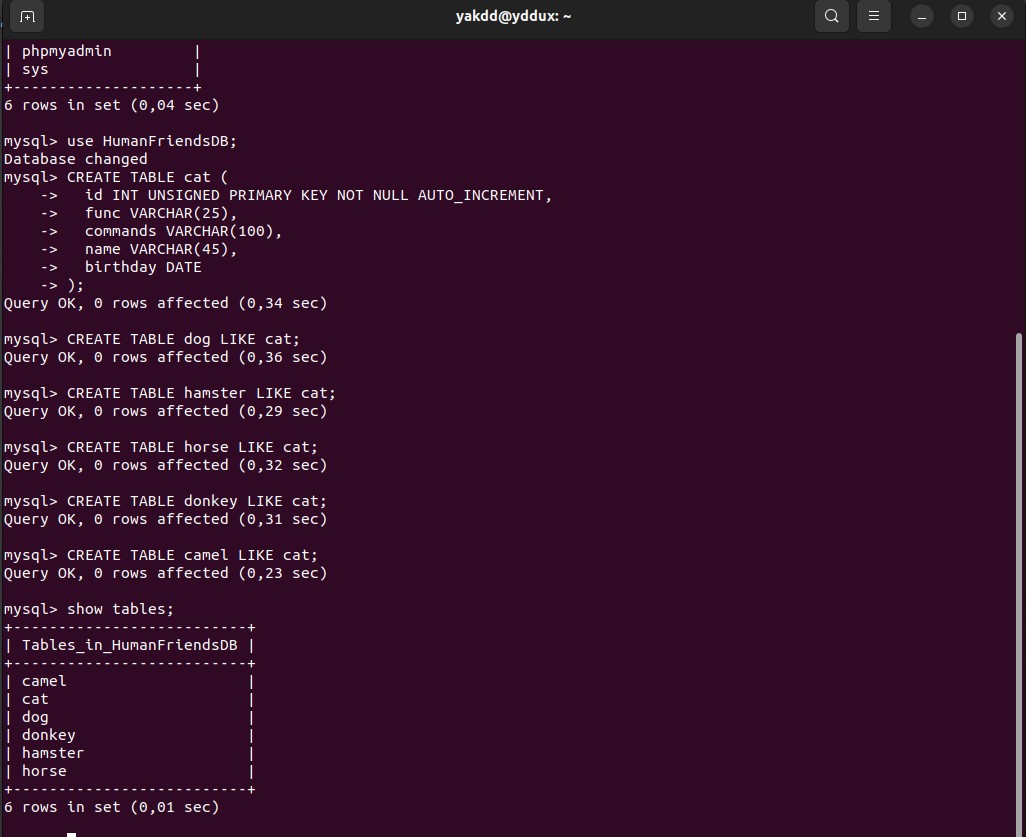 yakdd@yddux: ~
| phpmyadmin         |
| sys                |
+--------------------+
6 rows in set (0,04 sec)
mysql> use HumanFriendsDB;
Database changed
mysql> CREATE TABLE cat (
    ->   id INT UNSIGNED PRIMARY KEY NOT NULL AUTO_INCREMENT,
    ->   func VARCHAR(25),
    ->   commands VARCHAR(100),
    ->   name VARCHAR(45),
    ->   birthday DATE
    -> );
Query OK, 0 rows affected (0,34 sec)
mysql> CREATE TABLE dog LIKE cat;
Query OK, 0 rows affected (0,36 sec)
mysql> CREATE TABLE hamster LIKE cat;
Query OK, 0 rows affected (0,29 sec)
mysql> CREATE TABLE horse LIKE cat;
Query OK, 0 rows affected (0,32 sec)
mysql> CREATE TABLE donkey LIKE cat;
Query OK, 0 rows affected (0,31 sec)
mysql> CREATE TABLE camel LIKE cat;
Query OK, 0 rows affected (0,23 sec)
mysql> show tables;
+--------------------------+
| Tables_in_HumanFriendsDB |
+--------------------------+
| camel                    |
| cat                      |
| dog                      |
| donkey                   |
| hamster                  |
| horse                    |
+--------------------------+
6 rows in set (0,01 sec)